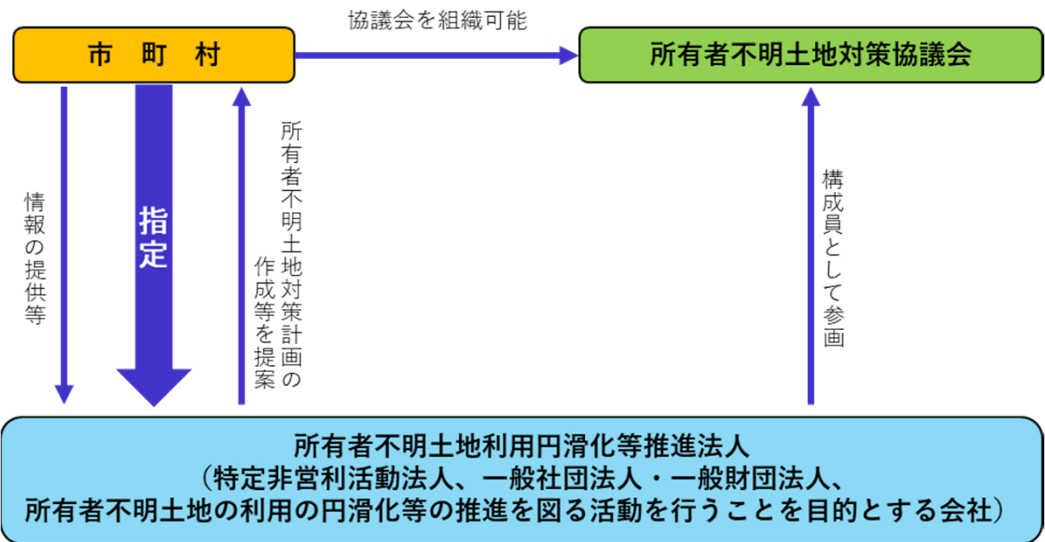 協議会を組織可能
市 町 村
所有者不明土地対策協議会
情報の提供等
指定
所有者不明土地対策計画の
作成等を提案
構成員として参画
所有者不明土地利用円滑化等推進法人
（特定非営利活動法人、一般社団法人・一般財団法人、
所有者不明土地の利用の円滑化等の推進を図る活動を行うことを目的とする会社）